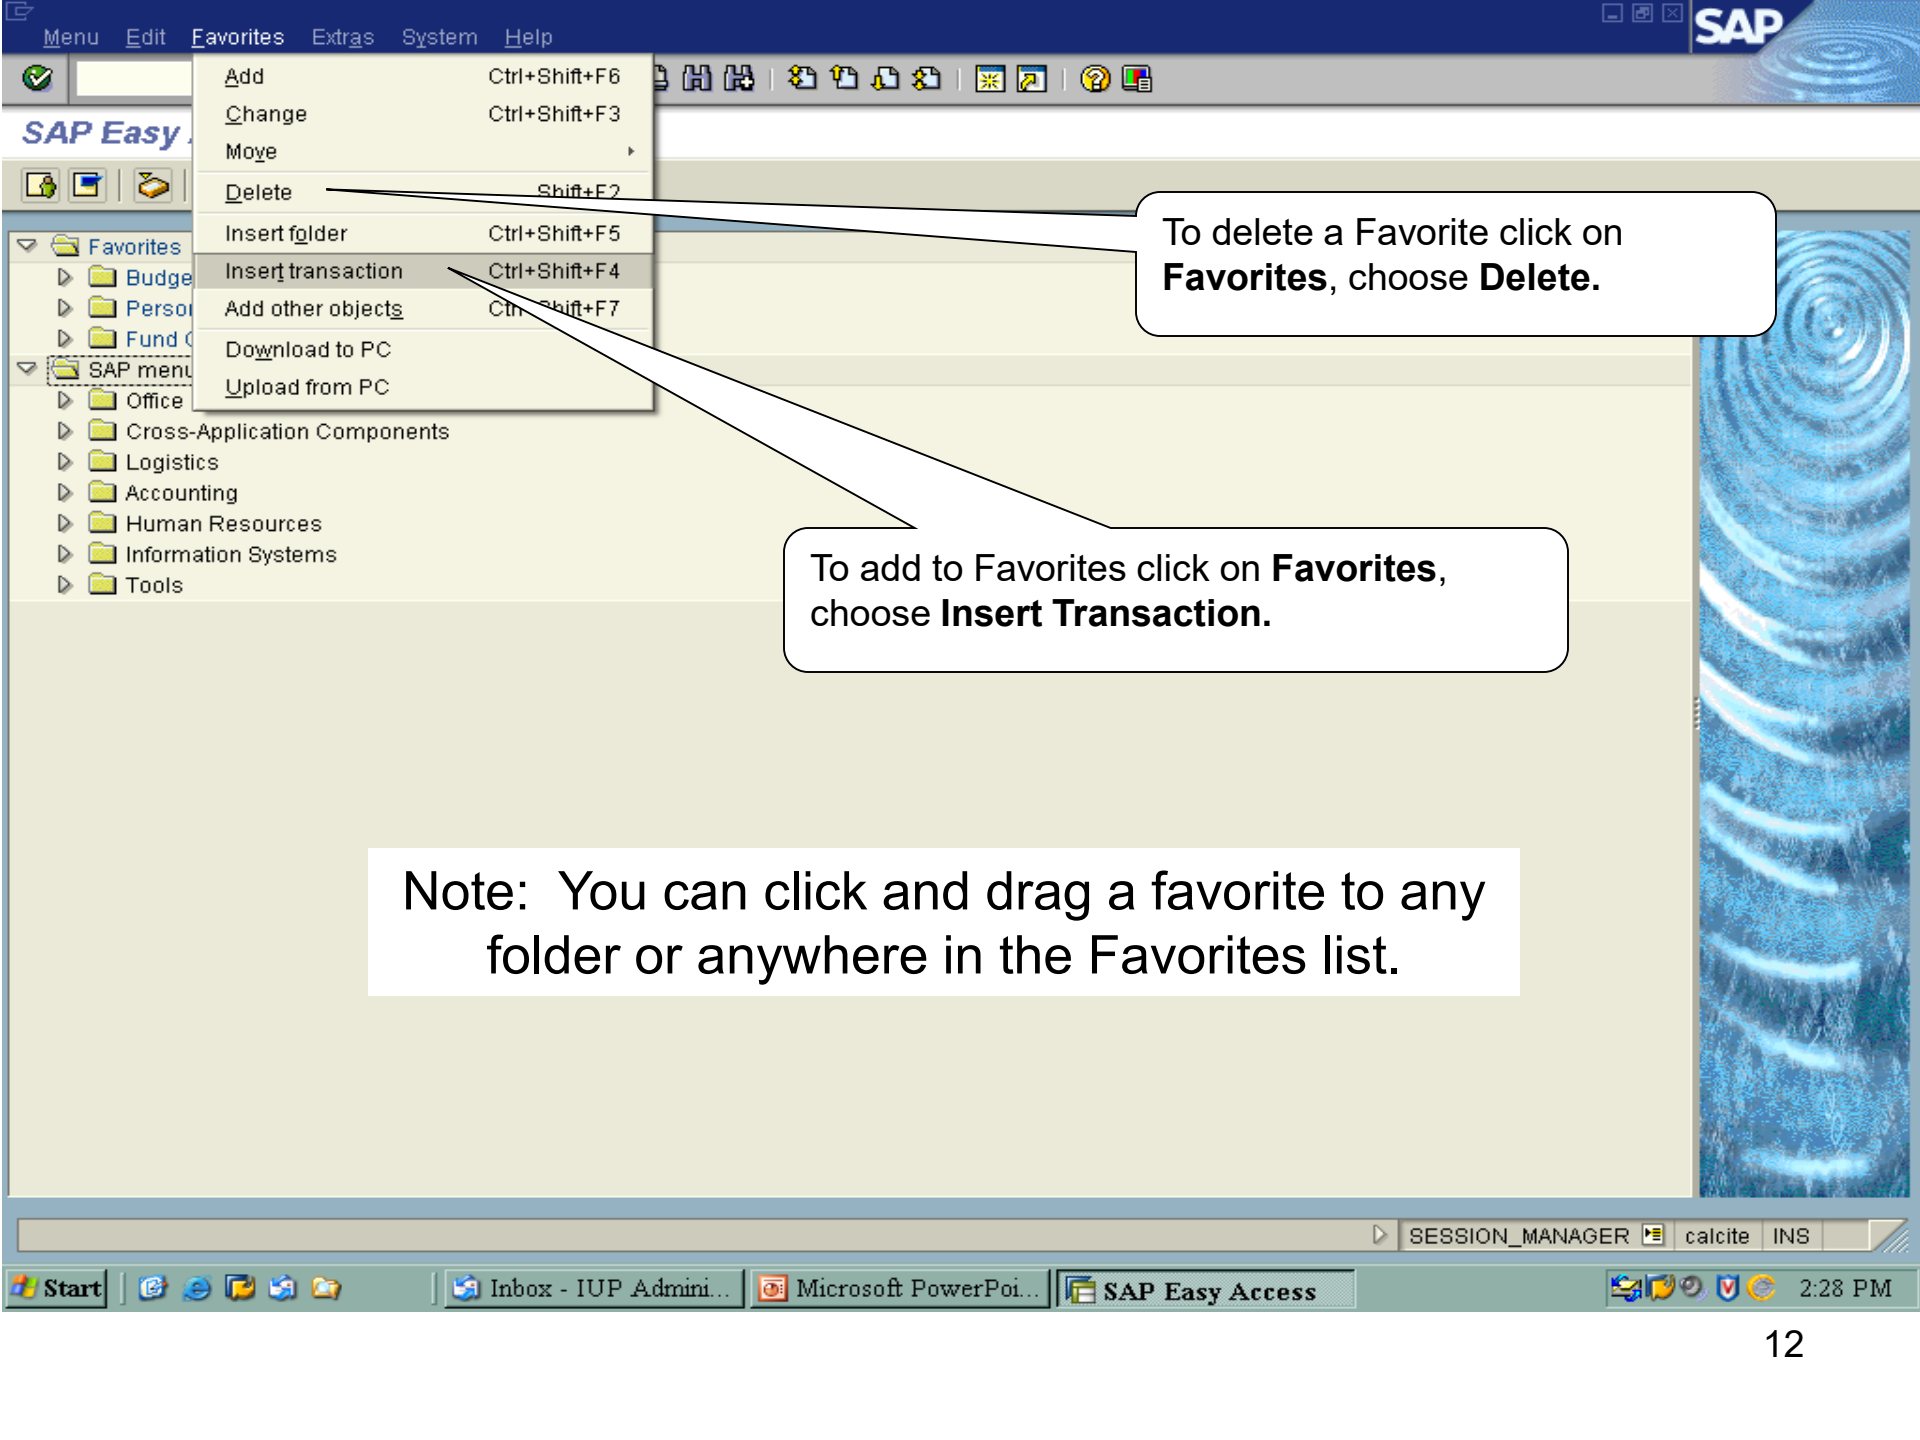 Menu Edit Favorites Extras System Help
SAP
Add Ctrl+Shift+F6
Change Ctrl+Shift+F3
SAP Easy
Move
Delete Shift+F2
Insert folder Ctrl+Shift+F5
Insert transaction Ctrl+Shift+F4
Add other objects Ctrl+Shift+F7
Download to PC
Upload from PC
To delete a Favorite click on
Favorites, choose Delete.
Favorites
Budge
Person
Fund
SAP menu
Office
Cross-Application Components
Logistics
Accounting
Human Resources
Information Systems
Tools
To add to Favorites click on Favorites,
choose Insert Transaction.
Note: You can click and drag a favorite to any
folder or anywhere in the Favorites list.
SESSION_MANAGER calcite INS
Start Inbox - IUP Admini... Microsoft PowerPoi... SAP Easy Access 2:28 PM
12